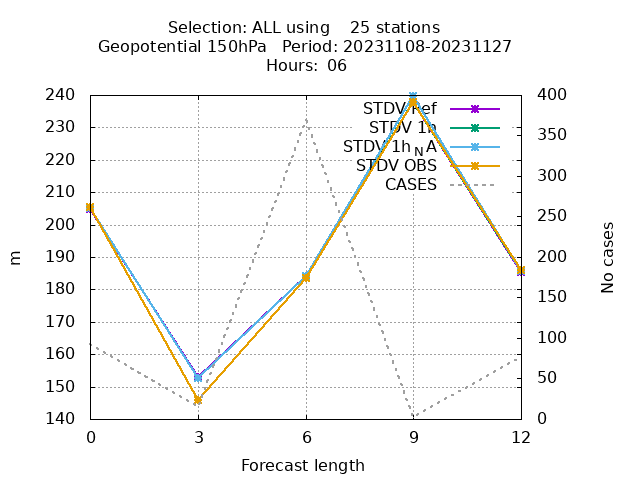 Selection: ALL using    25 stations
Geopotential 150hPa   Period: 20231108-20231127
Hours: 06
STDV Ref
STDV 1h
STDV 1h_N A
STDV OBS
CASES
240
230
220
210
200
190
180
170
160
150
140
400
350
300
250
200
150
100
50
0
m
No cases
0 3 6 9 12
Forecast length